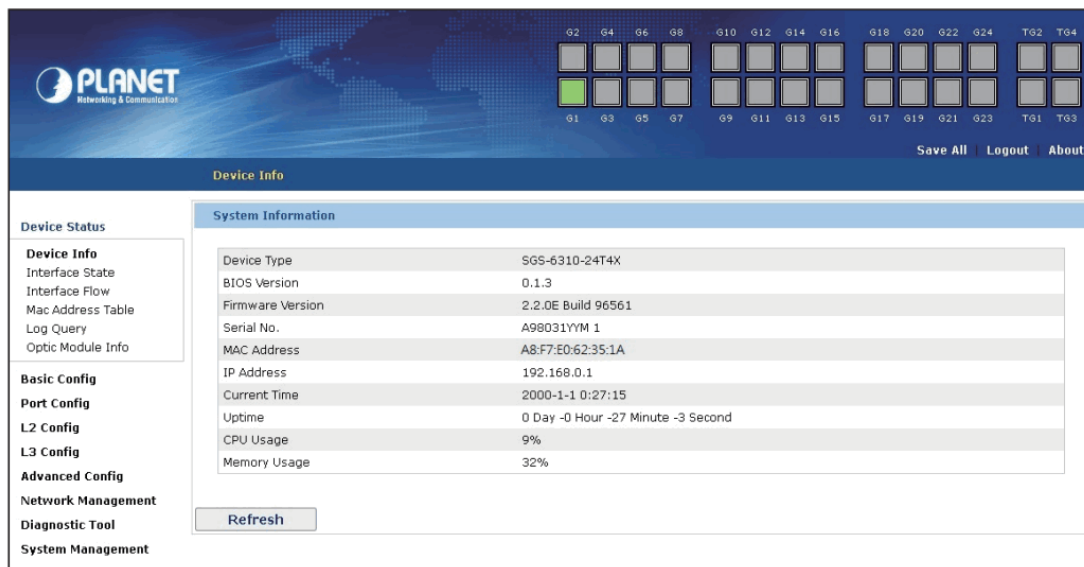 G2 G4 G6 G8 G10 G12 G14 G16 G18 G20 G22 G24 TG2 TG4
PLANET
Networking & Communication
G1 G3 G5 G7 G9 G11 G13 G15 G17 G19 G21 G23 TG1 TG3
Save All | Logout | About
Device Info
Device Status
Device Info
Interface State
Interface Flow
Mac Address Table
Log Query
Optic Module Info
Basic Config
Port Config
L2 Config
L3 Config
Advanced Config
Network Management
Diagnostic Tool
System Management
System Information
Device Type SGS-6310-24T4X
BIOS Version 0.1.3
Firmware Version 2.2.0E Build 96561
Serial No. A98031YYM 1
MAC Address A8:F7:E0:62:35:1A
IP Address 192.168.0.1
Current Time 2000-1-1 0:27:15
Uptime 0 Day -0 Hour -27 Minute -3 Second
CPU Usage 9%
Memory Usage 32%
Refresh